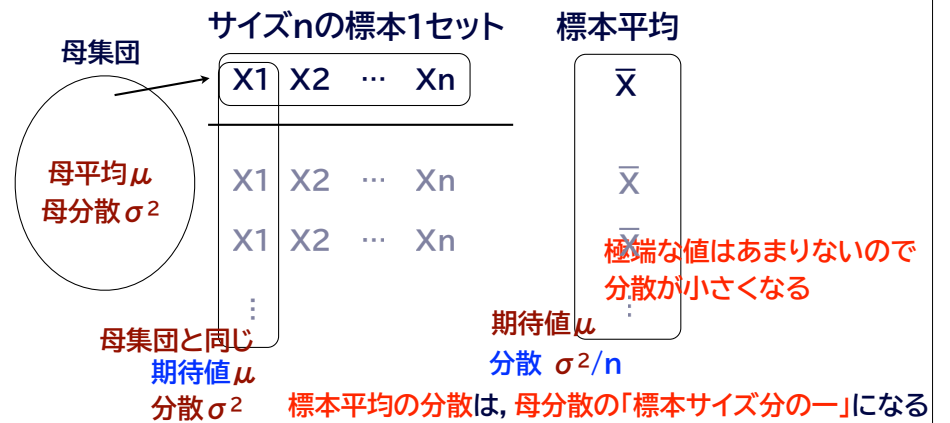 サイズnの標本1セット
標本平均
母集団
X1 X2 … Xn
X̅
母平均μ
母分散σ²
X1 X2 … Xn
X̅
X1 X2 … Xn
X̅
極端な値はあまりないので
分散が小さくなる
⋮
⋮
母集団と同じ
期待値μ
分散σ²
期待値μ
分散 σ²/n
標本平均の分散は，母分散の「標本サイズ分の一」になる